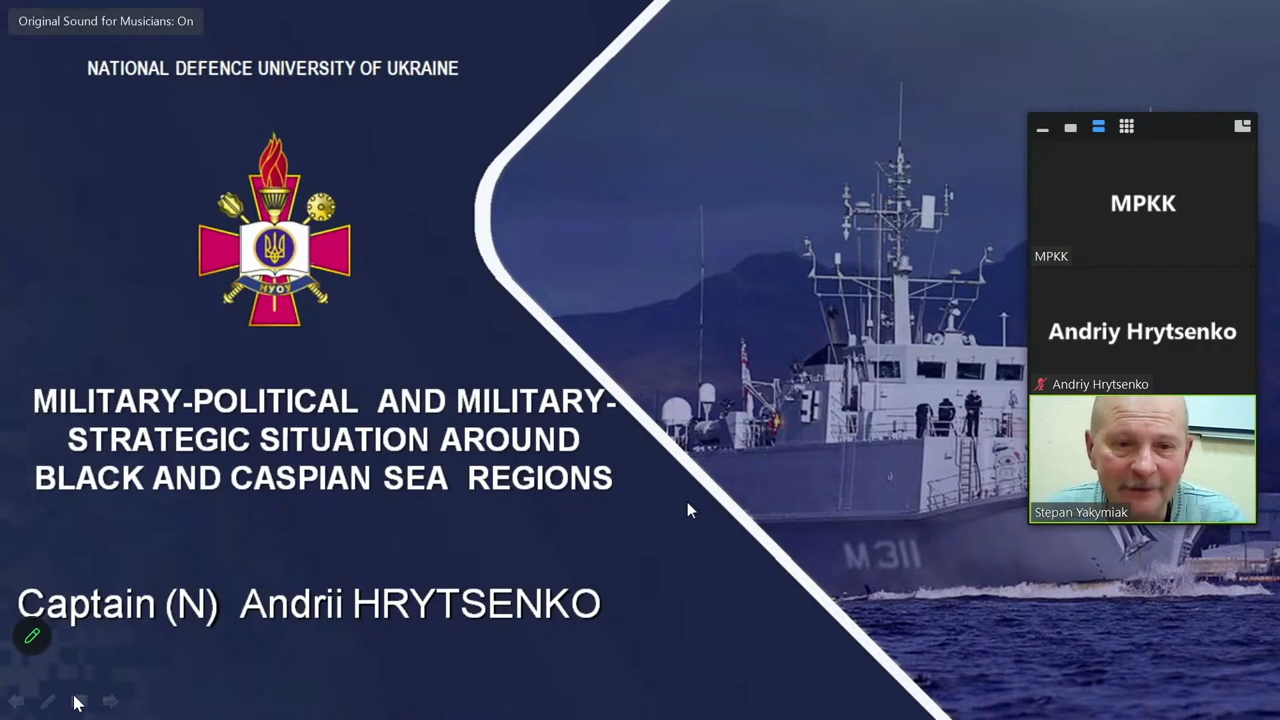 Original Sound for Musicians: On
NATIONAL DEFENCE UNIVERSITY OF UKRAINE
НУОУ
MILITARY-POLITICAL AND MILITARY-
STRATEGIC SITUATION AROUND
BLACK AND CASPIAN SEA REGIONS
Captain (N) Andrii HRYTSENKO
M311
MPKK
MPKK
Andriy Hrytsenko
Andriy Hrytsenko
Stepan Yakymiak